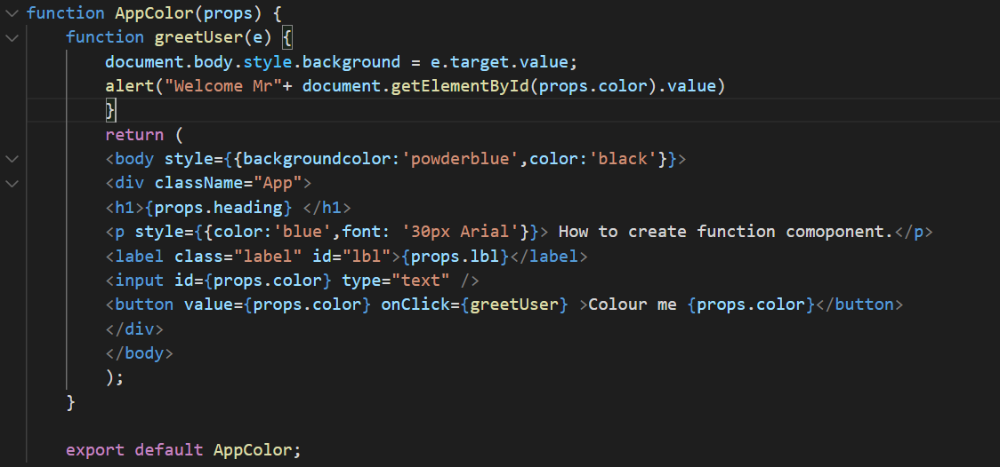 function AppColor(props) {
function greetUser(e) {
document.body.style.background = e.target.value;
alert("Welcome Mr"+ document.getElementById(props.color).value)
}
return (
<body style={{backgroundcolor:'powderblue',color:'black'}}>
<div className="App">
<h1>{props.heading} </h1>
<p style={{color:'blue',font: '30px Arial'}}> How to create function comoponent.</p>
<label class="label" id="lbl">{props.lbl}</label>
<input id={props.color} type="text" />
<button value={props.color} onClick={greetUser} >Colour me {props.color}</button>
</div>
</body>
);
}
export default AppColor;